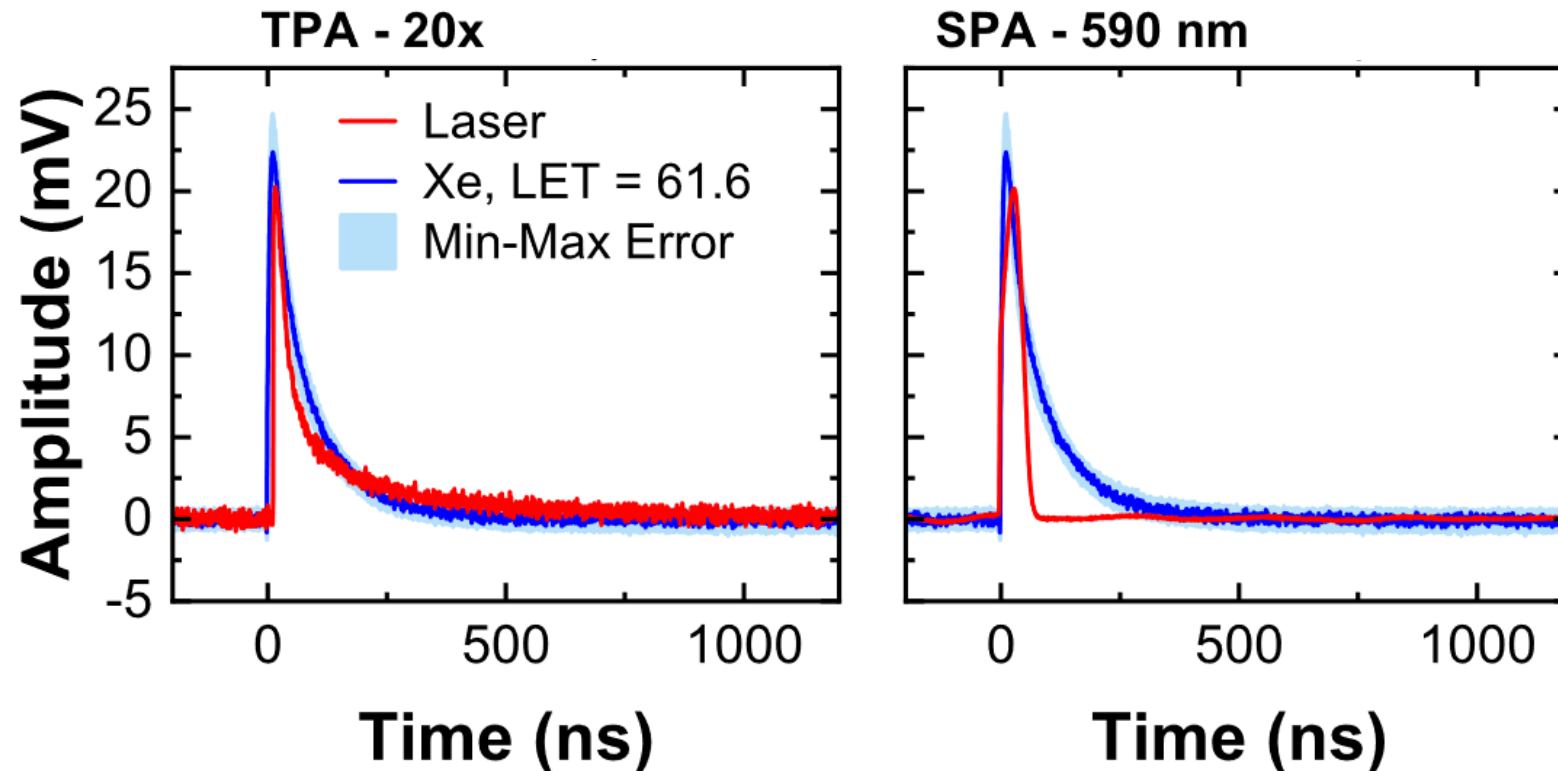 TPA - 20x
SPA - 590 nm
Amplitude (mV)
25
20
15
10
5
0
-5
Laser
Xe, LET = 61.6
Min-Max Error
0
500
1000
0
500
1000
Time (ns)
Time (ns)